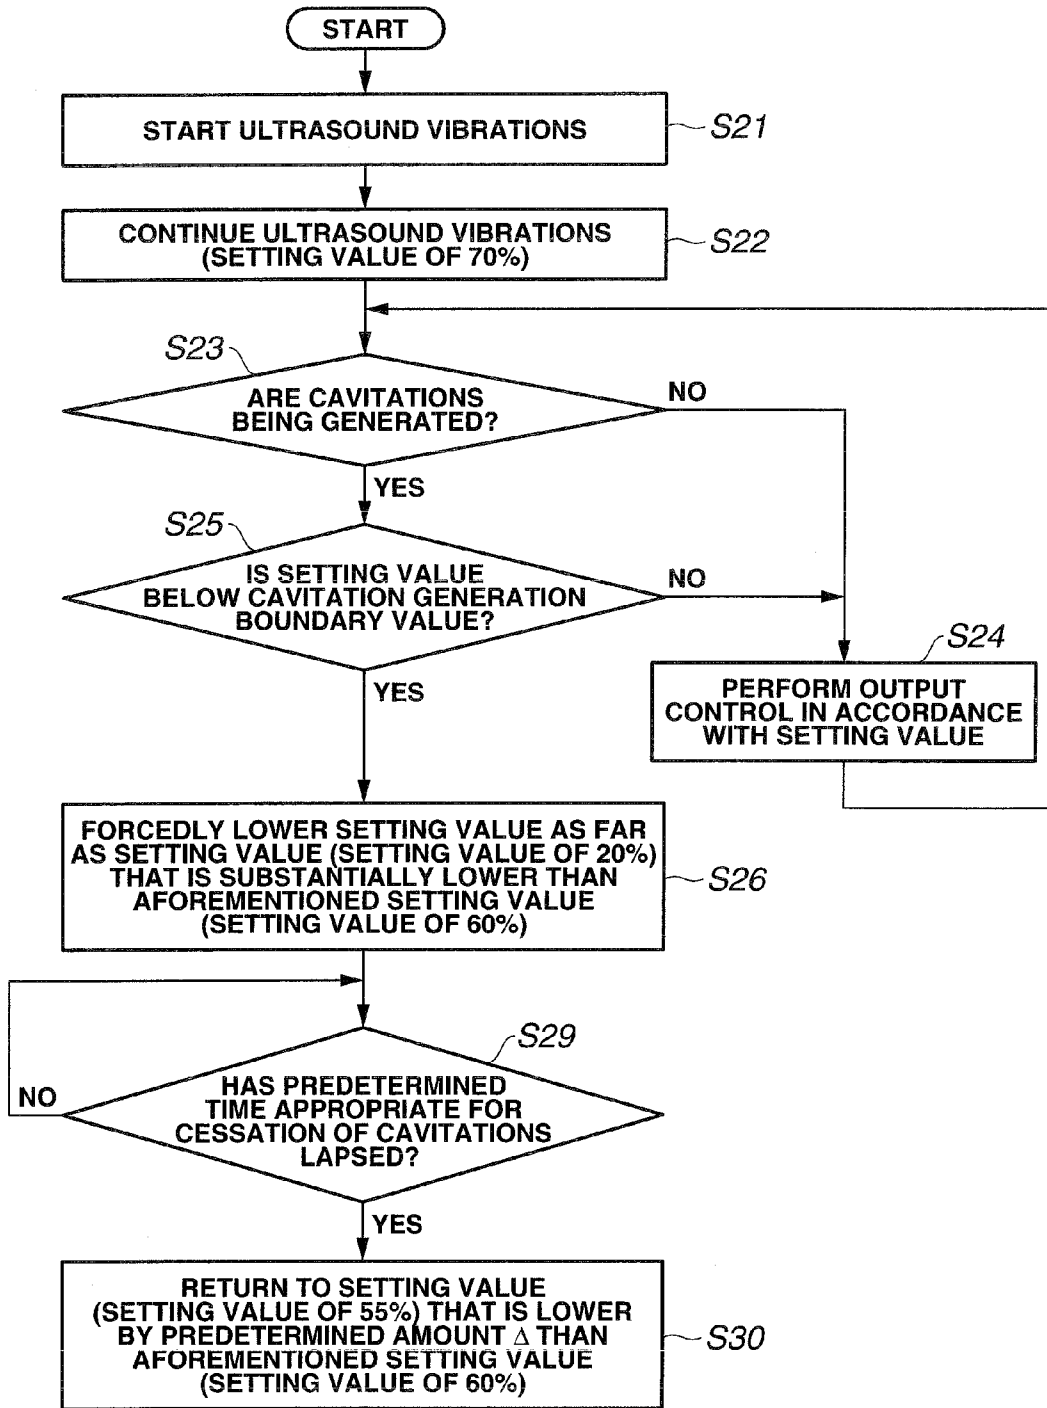 START
START ULTRASOUND VIBRATIONS
S21
CONTINUE ULTRASOUND VIBRATIONS
(SETTING VALUE OF 70%)
S22
S23
ARE CAVITATIONS
BEING GENERATED?
NO
YES
S25
IS SETTING VALUE
BELOW CAVITATION GENERATION
BOUNDARY VALUE?
NO
YES
S24
PERFORM OUTPUT
CONTROL IN ACCORDANCE
WITH SETTING VALUE
FORCEDLY LOWER SETTING VALUE AS FAR
AS SETTING VALUE (SETTING VALUE OF 20%)
THAT IS SUBSTANTIALLY LOWER THAN
AFOREMENTIONED SETTING VALUE
(SETTING VALUE OF 60%)
S26
S29
HAS PREDETERMINED
TIME APPROPRIATE FOR
CESSATION OF CAVITATIONS
LAPSED?
NO
YES
RETURN TO SETTING VALUE
(SETTING VALUE OF 55%) THAT IS LOWER
BY PREDETERMINED AMOUNT Δ THAN
AFOREMENTIONED SETTING VALUE
(SETTING VALUE OF 60%)
S30